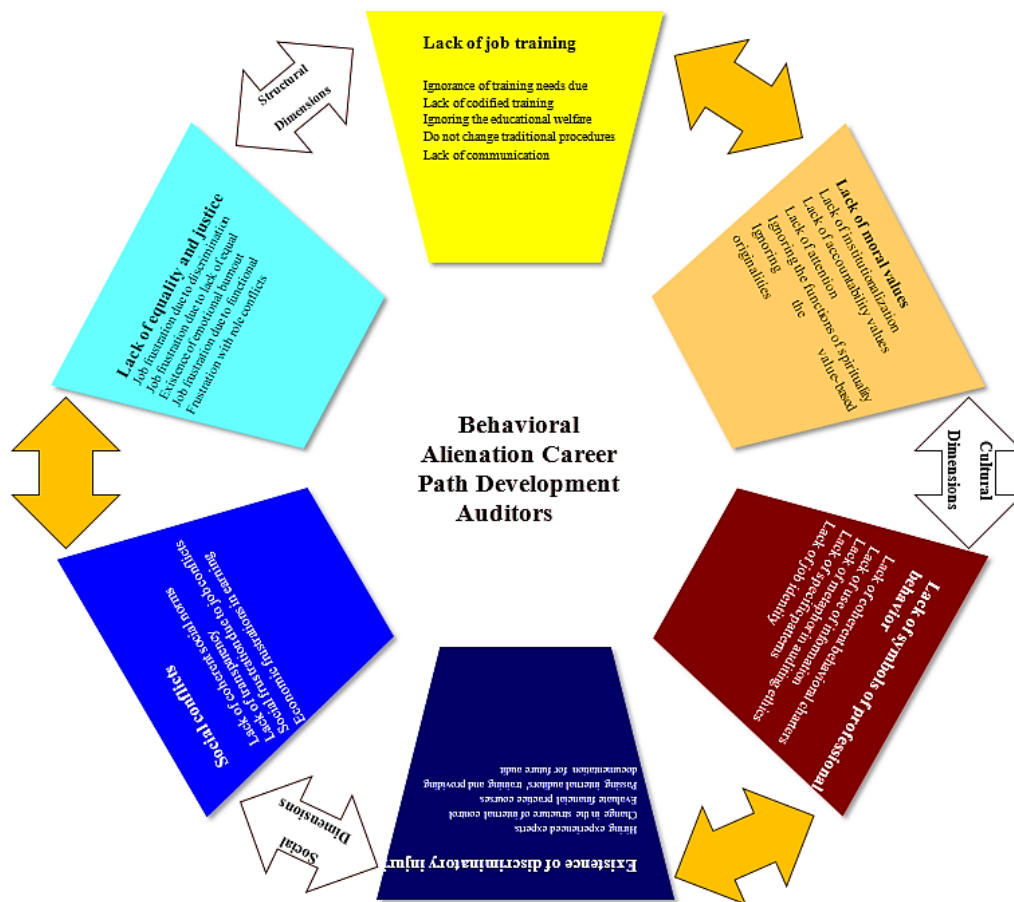 Lack of job training
Ignorance of training needs due
Lack of codified training
Ignoring the educational welfare
Do not change traditional procedures
Lack of communication
Structural
Dimensions
Lack of moral values
Lack of institutionalization
Lack of accountability values
Lack of attention
Ignoring the functions of spirituality
Ignoring the value-based
originalities
Cultural
Dimensions
Lack of symbols of professional
behavior
Lack of coherent behavioral charters
Lack of use of information
Lack of metaphor in auditing ethics
Lack of specific patterns
Lack of job identity
Existence of discriminatory injuri
Hiring experienced experts
Change in the structure of internal control
Evaluate financial practice courses
Passing internal auditors' training and providing
documentation for future audit
Social
Dimensions
Social conflicts
Lack of coherent social norms
Lack of transparency
Social frustration due to job conflicts
Economic frustrations in earning
Lack of equality and justice
Job frustration due to discrimination
Job frustration due to lack of equal
Existence of emotional burnout
Job frustration due to functional
Frustration with role conflicts
Behavioral
Alienation Career
Path Development
Auditors